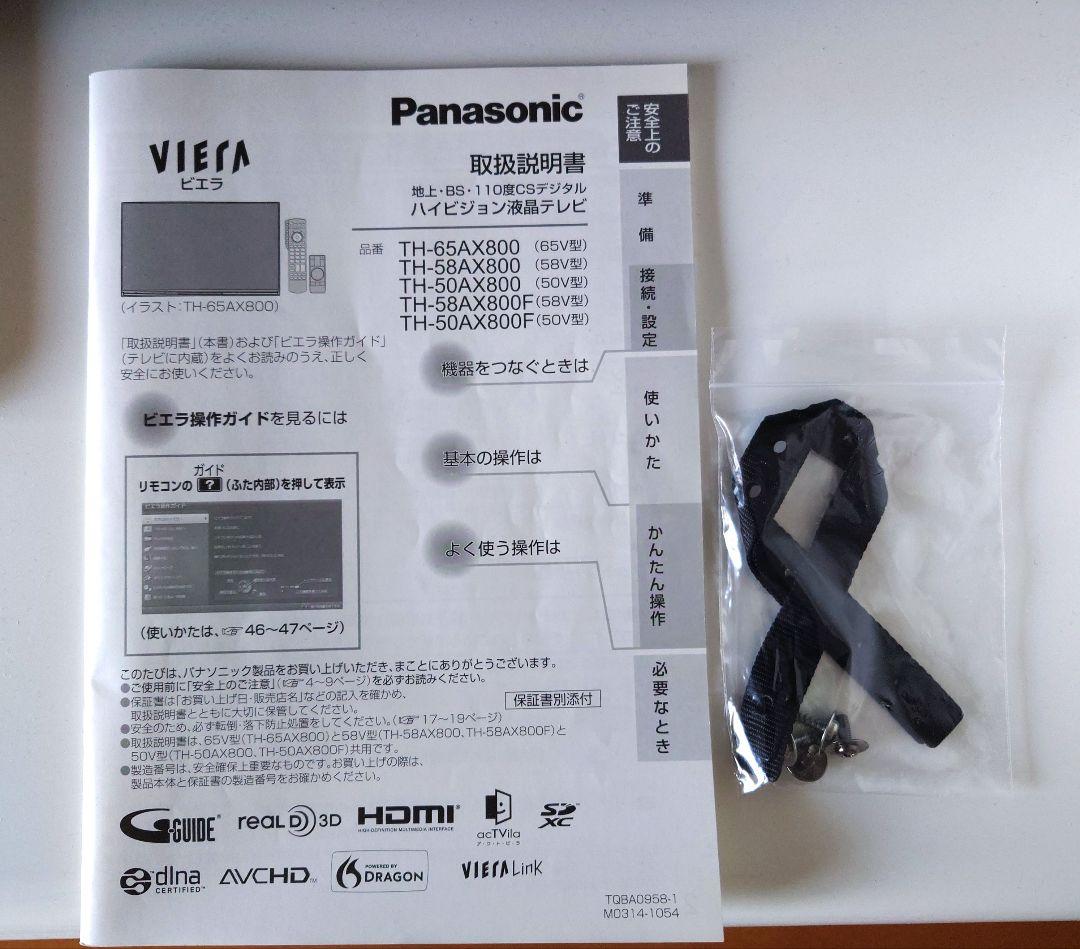 Panasonic®
VIERA
ビエラ
取扱説明書
地上・BS・110度CSデジタル
ハイビジョン液晶テレビ
品番 TH-65AX800 (65V型)
TH-58AX800 (58V型)
TH-50AX800 (50V型)
TH-58AX800F(58V型)
TH-50AX800F(50V型)
(イラスト:TH-65AX800)
「取扱説明書」(本書)および「ビエラ操作ガイド」
(テレビに内蔵)をよくお読みのうえ、正しく
安全にお使いください。
ビエラ操作ガイドを見るには
ガイド
リモコンの ? (ふた内部)を押して表示
ビエラ操作ガイド
(使いかたは、☞46〜47ページ)
機器をつなぐときは
基本の操作は
よく使う操作は
安全上の
ご注意
準備
接続・設定
使いかた
かんたん操作
必要なとき
このたびは、パナソニック製品をお買い上げいただき、まことにありがとうございます。
●ご使用前に「安全上のご注意」(☞4〜9ページ)を必ずお読みください。
●保証書は「お買い上げ日・販売店名」などの記入を確かめ、
取扱説明書とともに大切に保管してください。
保証書別添付
●安全のため、必ず転倒・落下防止処置をしてください。(☞17〜19ページ)
●取扱説明書は、65V型(TH-65AX800)と58V型(TH-58AX800、TH-58AX800F)と
50V型(TH-50AX800、TH-50AX800F)共用です。
●製造番号は、安全確保上重要なものです。お買い上げの際は、
製品本体と保証書の製造番号をお確かめください。
G-GUIDE®
REAL D 3D
HDMI®
HIGH-DEFINITION MULTIMEDIA INTERFACE
acTVila
ア・ク・ト・ビ・ラ
SD XC™
dlna
CERTIFIED™
AVCHD™
POWERED BY
DRAGON
VIERA Link
TQBA0958-1
M0314-1054